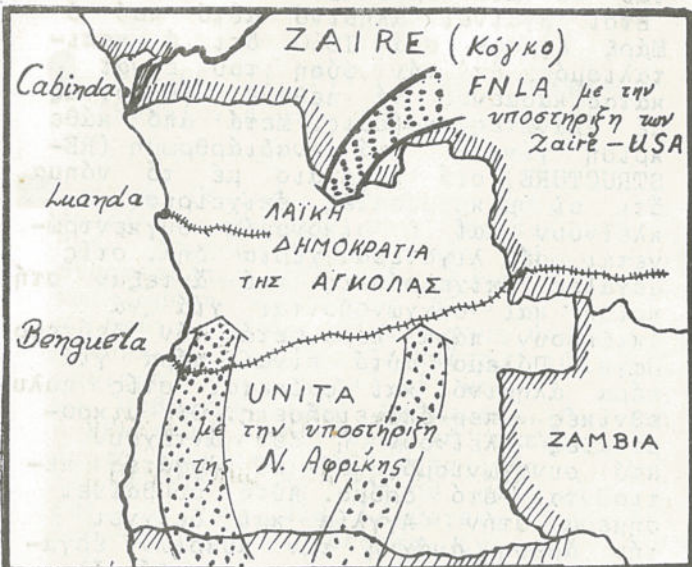 ZAIRE (Κόγκο)
Cabinda
FNLA με την
υποστήριξη των
Zaire-USA
Luanda
ΛΑΪΚΗ
ΔΗΜΟΚΡΑΤΙΑ
ΤΗΣ ΑΓΚΟΛΑΣ
Bengueta
UNITA
με την υποστήριξη
της Ν. Αφρικής
ZAMBIA